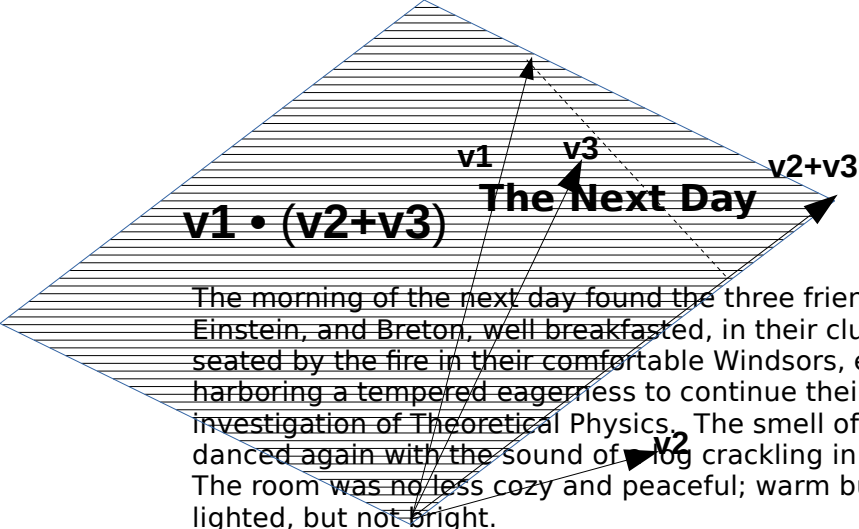 v1
v3
v2+v3
The Next Day
v1 • (v2+v3)
The morning of the next day found the three frien
Einstein, and Breton, well breakfasted, in their clu
seated by the fire in their comfortable Windsors, e
harboring a tempered eagerness to continue thei
investigation of Theoretical Physics. The smell of
v2
danced again with the sound of a log crackling in
The room was no less cozy and peaceful; warm bu
lighted, but not bright.